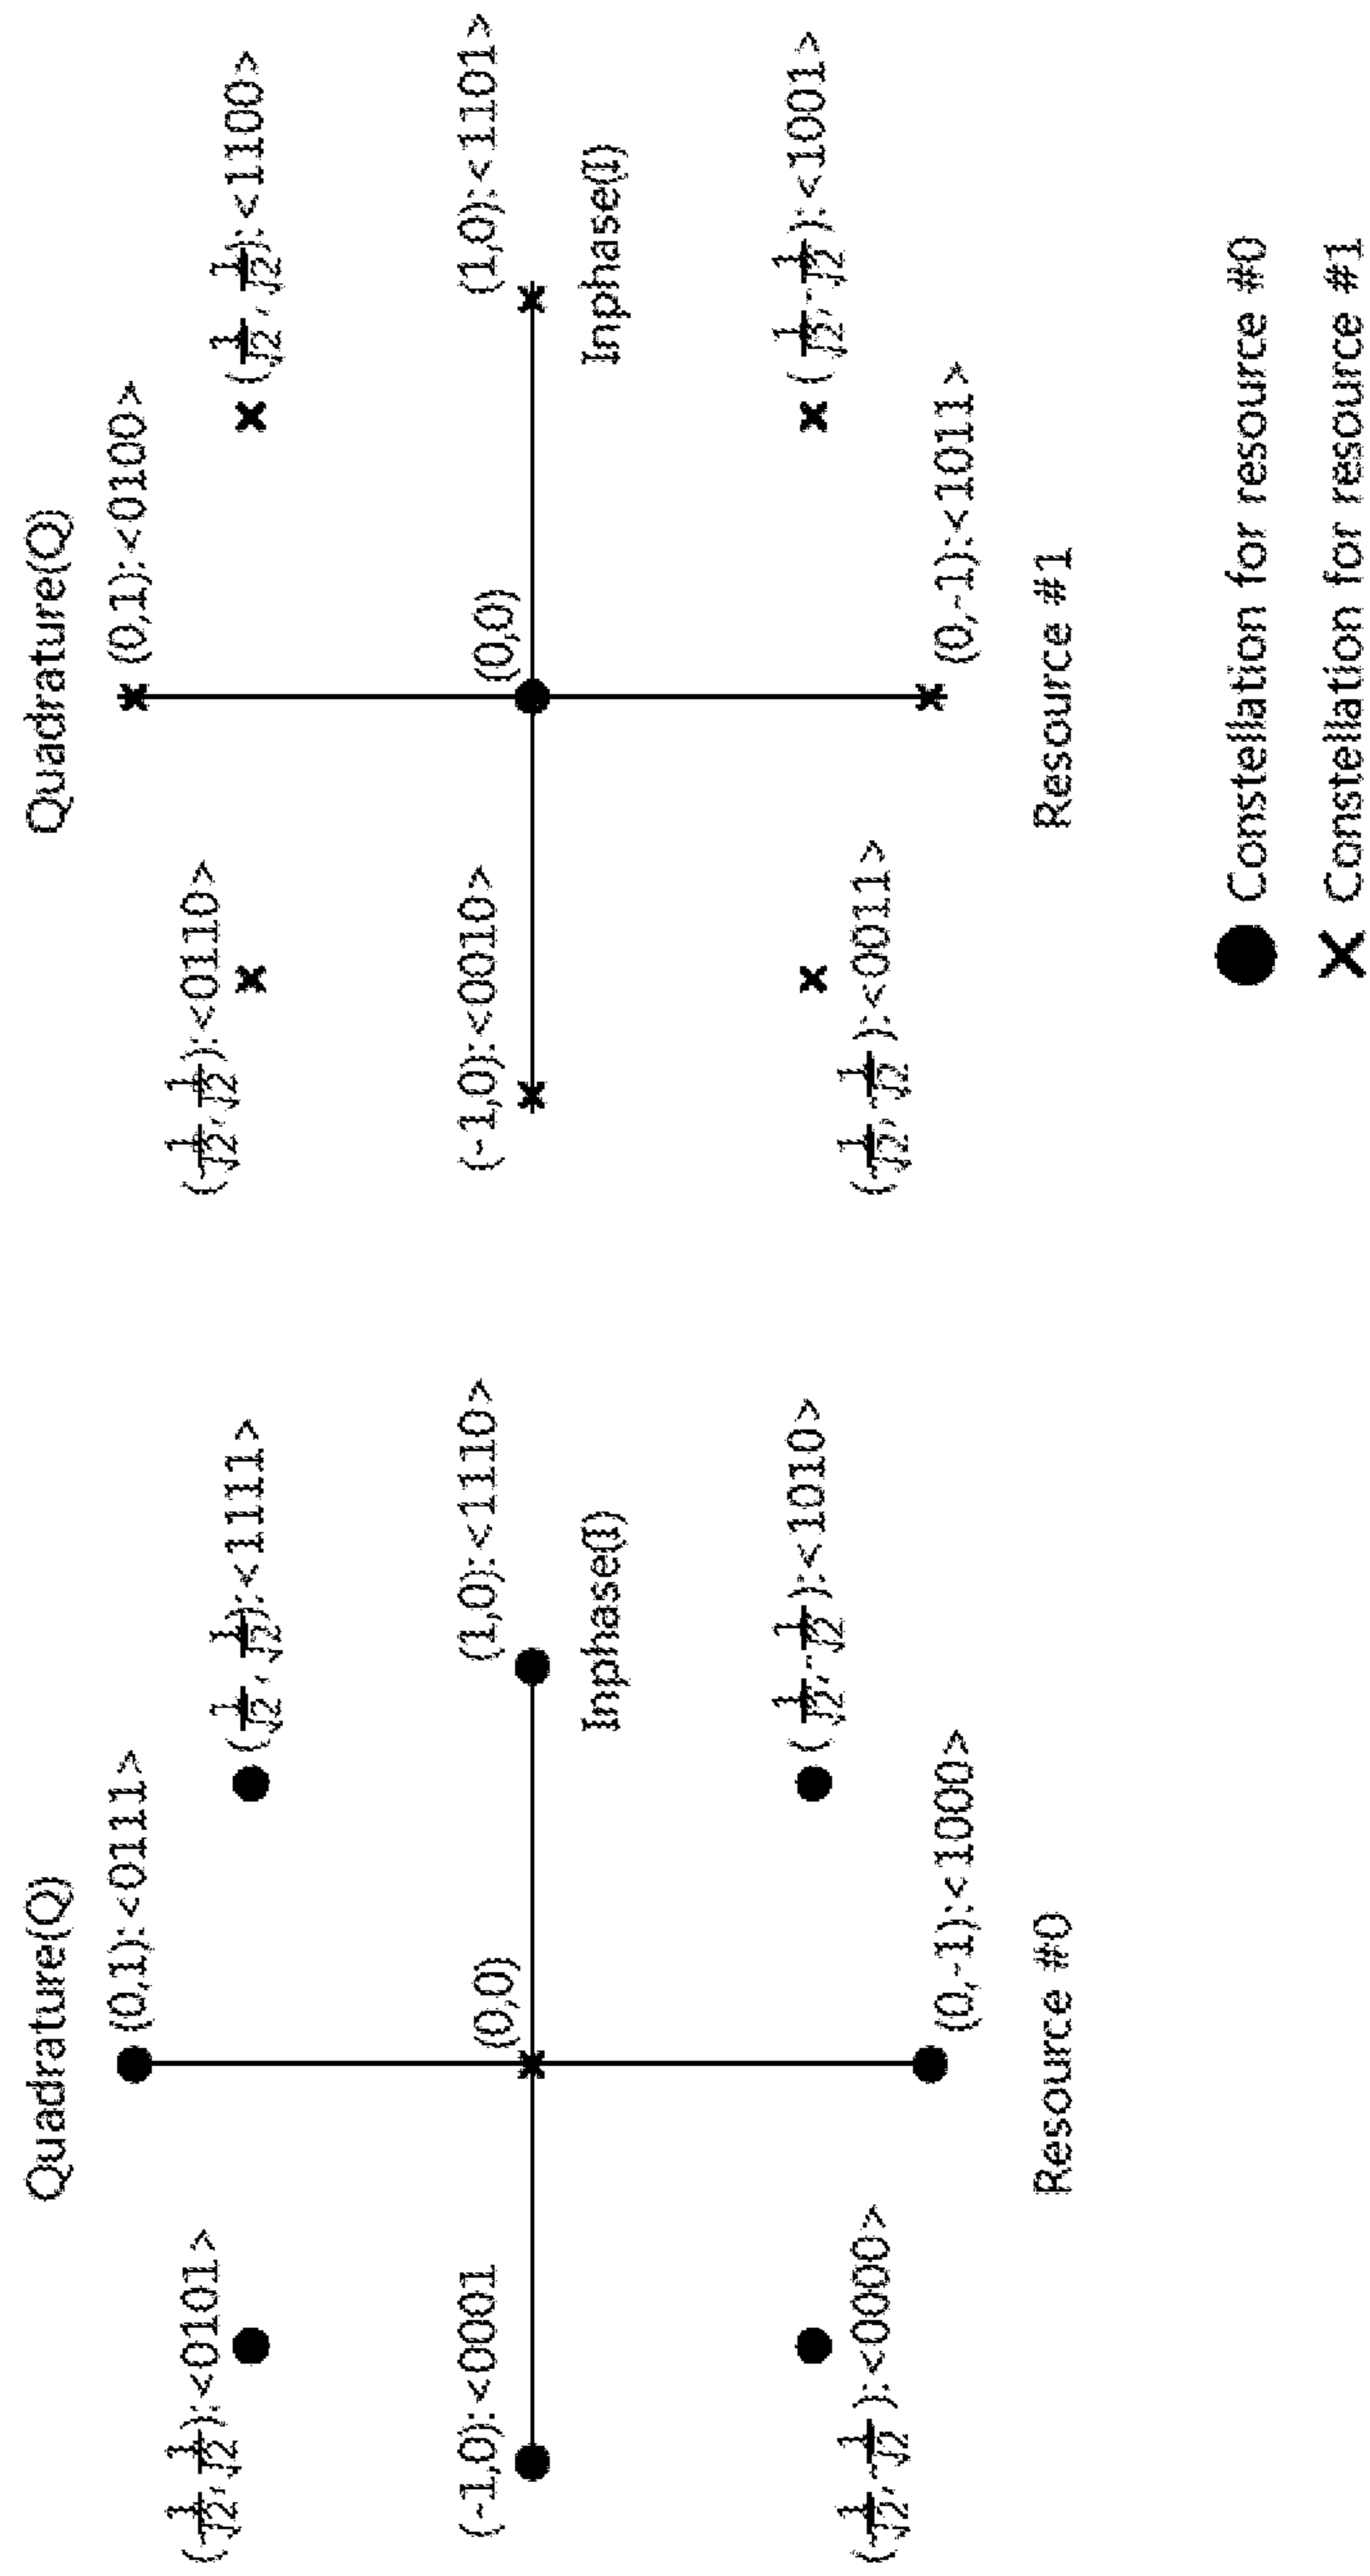 Quadrature(Q)
(0,1):<0111>
(-1/√2,1/√2):<0101>
(1/√2,1/√2):<1111>
(0,0)
(-1,0):<0001
(1,0):<1110>
Inphase(I)
(1/√2,-1/√2):<1010>
(-1/√2,-1/√2):<0000>
(0,-1):<1000>
Resource #0
Quadrature(Q)
(0,1):<0100>
(-1/√2,1/√2):<0110>
(1/√2,1/√2):<1100>
(0,0)
(-1,0):<0010>
(1,0):<1101>
Inphase(I)
(1/√2,-1/√2):<1001>
(-1/√2,-1/√2):<0011>
(0,-1):<1011>
Resource #1
Constellation for resource #0
Constellation for resource #1